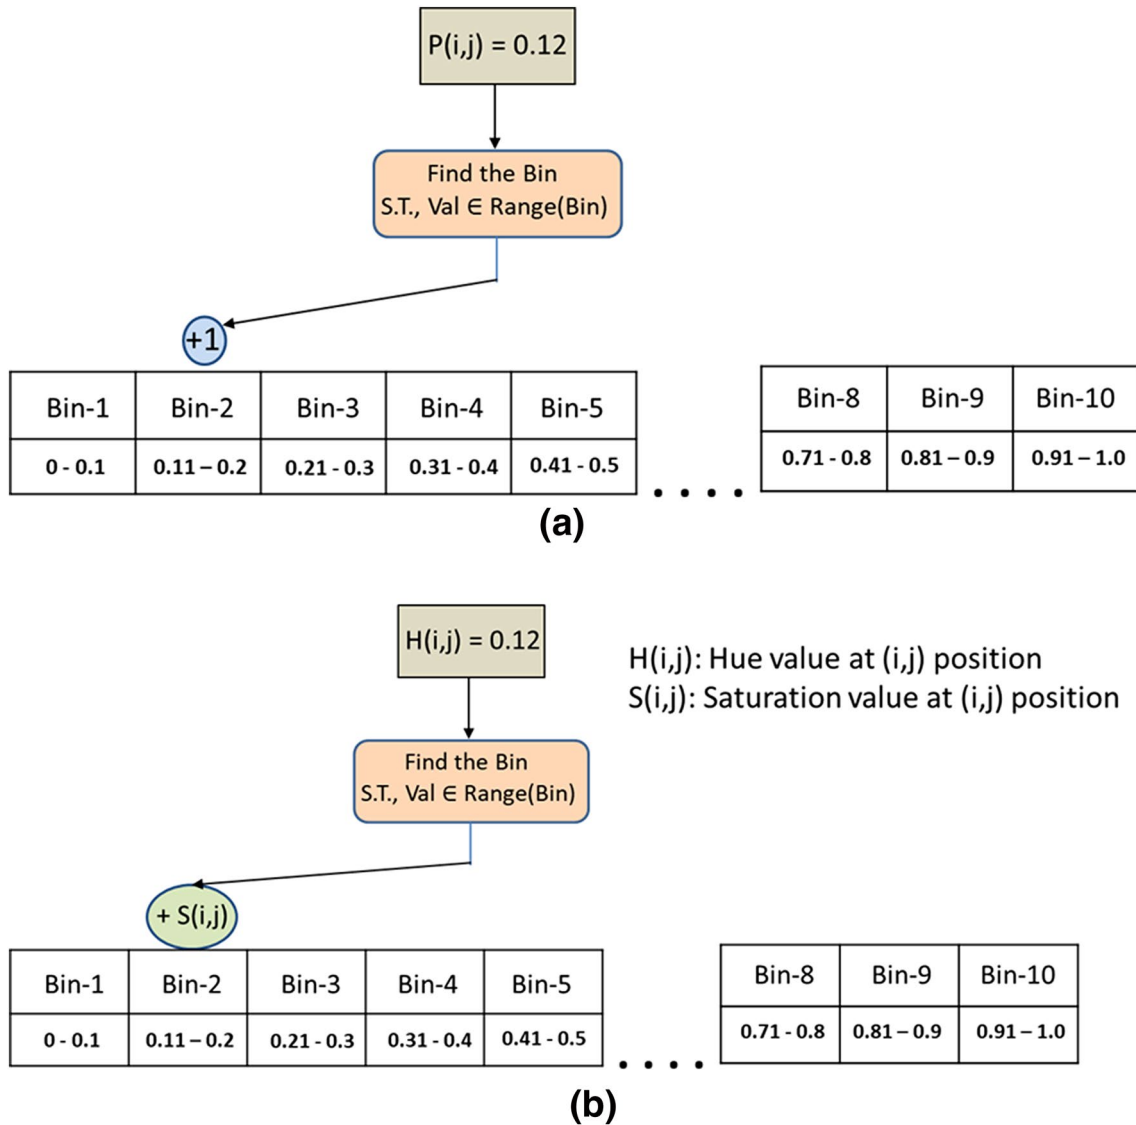 P(i,j) = 0.12
Find the Bin
S.T., Val ∈ Range(Bin)
+1
Bin-1 Bin-2 Bin-3 Bin-4 Bin-5 Bin-8 Bin-9 Bin-10
0 - 0.1 0.11 – 0.2 0.21 - 0.3 0.31 - 0.4 0.41 - 0.5 . . . . 0.71 - 0.8 0.81 – 0.9 0.91 – 1.0
(a)
H(i,j) = 0.12
H(i,j): Hue value at (i,j) position
S(i,j): Saturation value at (i,j) position
Find the Bin
S.T., Val ∈ Range(Bin)
+ S(i,j)
Bin-1 Bin-2 Bin-3 Bin-4 Bin-5 Bin-8 Bin-9 Bin-10
0 - 0.1 0.11 – 0.2 0.21 - 0.3 0.31 - 0.4 0.41 - 0.5 . . . . 0.71 - 0.8 0.81 – 0.9 0.91 – 1.0
(b)